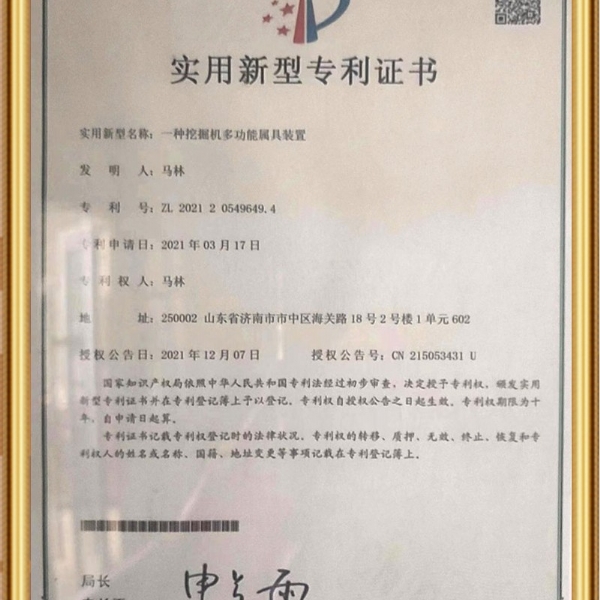 实用新型专利证书
实用新型名称：一种挖掘机多功能属具装置
发明人：马林
专利号：ZL 2021 2 0549649.4
专利申请日：2021年03月17日
专利权人：马林
地址：250002 山东省济南市市中区海关路18号2号楼1单元602
授权公告日：2021年12月07日 授权公告号：CN 215053431 U
国家知识产权局依照中华人民共和国专利法经过初步审查，决定授予专利权，颁发实用
新型专利证书并在专利登记簿上予以登记。专利权自授权公告之日起生效。专利权期限为十
年，自申请日起算。
专利证书记载专利权登记时的法律状况。专利权的转移、质押、无效、终止、恢复和专
利权人的姓名或名称、国籍、地址变更等事项记载在专利登记簿上。
局长
申长雨